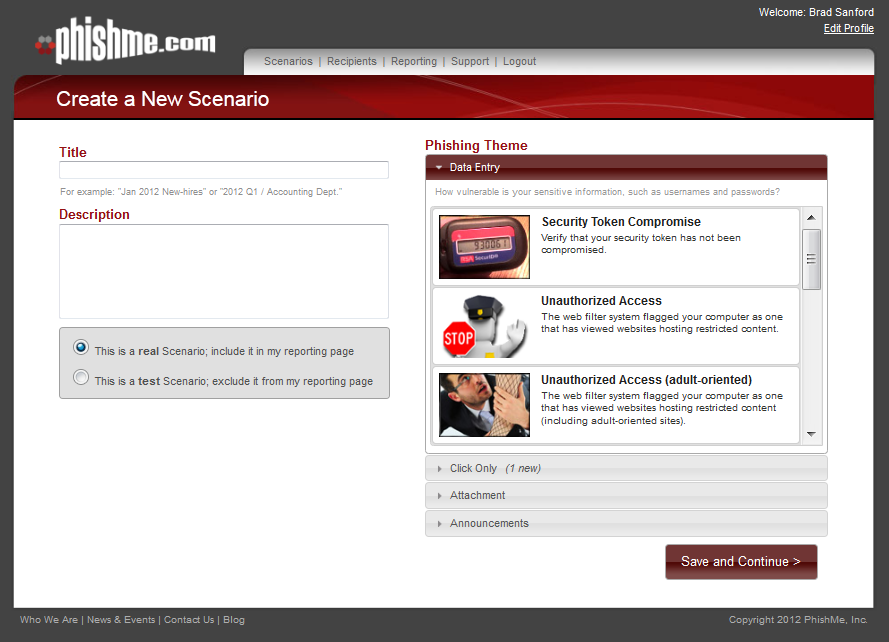 Welcome: Brad Sanford
Edit Profile
phishme.com
Scenarios | Recipients | Reporting | Support | Logout
Create a New Scenario
Title
For example: "Jan 2012 New-hires" or "2012 Q1 / Accounting Dept."
Description
This is a real Scenario; include it in my reporting page
This is a test Scenario; exclude it from my reporting page
Phishing Theme
Data Entry
How vulnerable is your sensitive information, such as usernames and passwords?
930061
RSA SecurID
Security Token Compromise
Verify that your security token has not been
compromised.
STOP
Unauthorized Access
The web filter system flagged your computer as one
that has viewed websites hosting restricted content.
Unauthorized Access (adult-oriented)
The web filter system flagged your computer as one
that has viewed websites hosting restricted content
(including adult-oriented sites).
Click Only (1 new)
Attachment
Announcements
Save and Continue >
Who We Are | News & Events | Contact Us | Blog
Copyright 2012 PhishMe, Inc.